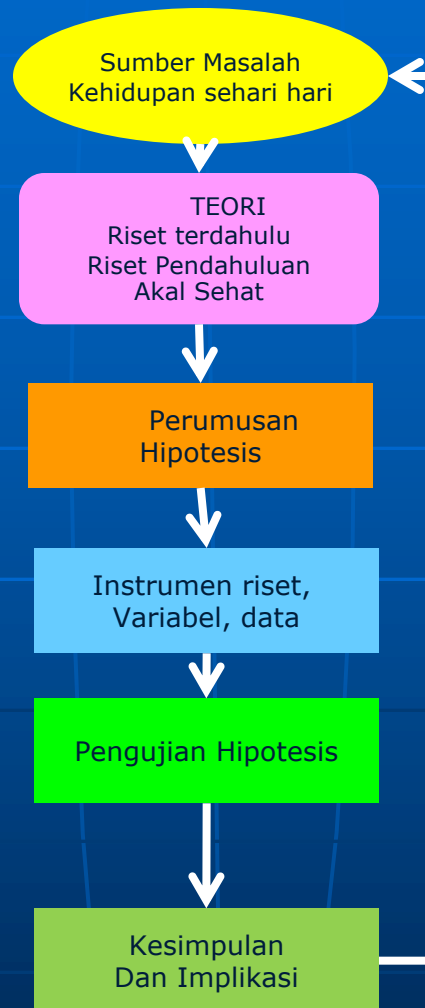 Sumber Masalah
Kehidupan sehari hari
TEORI
Riset terdahulu
Riset Pendahuluan
Akal Sehat
Perumusan
Hipotesis
Instrumen riset,
Variabel, data
Pengujian Hipotesis
Kesimpulan
Dan Implikasi